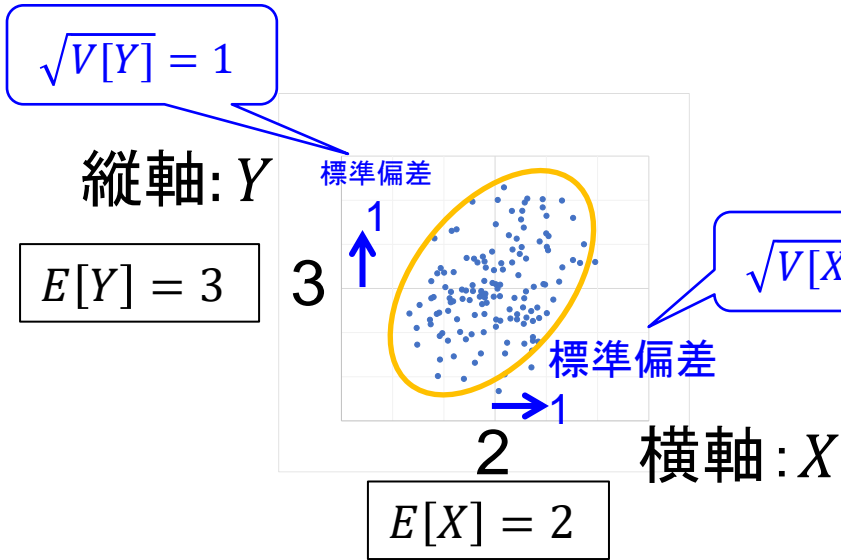 √V[Y] = 1
縦軸: Y
標準偏差
1
E[Y] = 3
3
√V[X
標準偏差
1
2
横軸: X
E[X] = 2